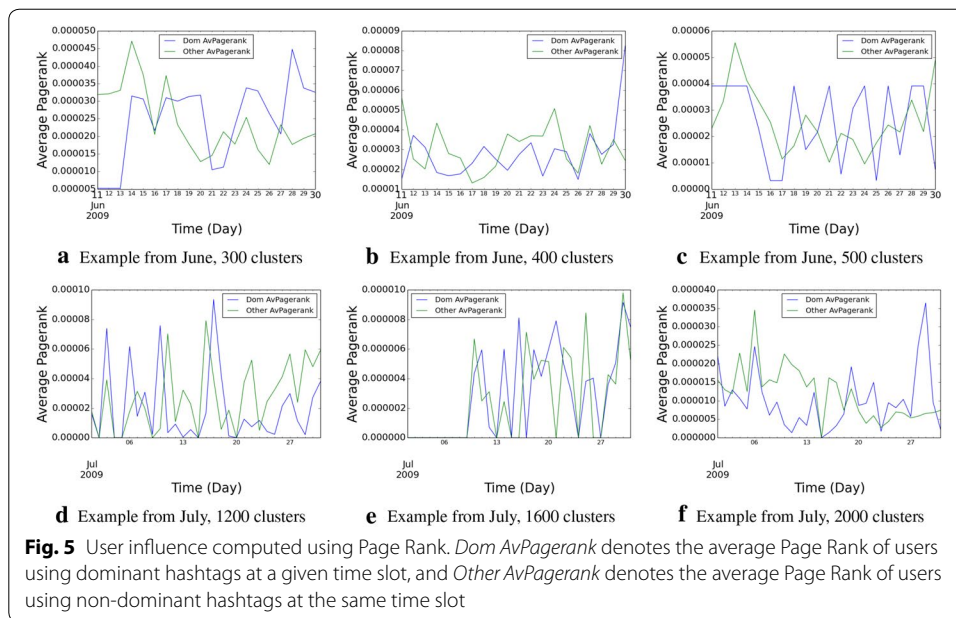 0.000050
0.000045
0.000040
0.000035
0.000030
0.000025
0.000020
0.000015
0.000010
0.000005
Average Pagerank
Dom AvPagerank
Other AvPagerank
11 12 13 14 15 16 17 18 19 20 21 22 23 24 25 26 27 28 29 30
Jun
2009
Time (Day)
a Example from June, 300 clusters
0.00009
0.00008
0.00007
0.00006
0.00005
0.00004
0.00003
0.00002
0.00001
Average Pagerank
Dom AvPagerank
Other AvPagerank
11 12 13 14 15 16 17 18 19 20 21 22 23 24 25 26 27 28 29 30
Jun
2009
Time (Day)
b Example from June, 400 clusters
0.00006
0.00005
0.00004
0.00003
0.00002
0.00001
0.00000
Average Pagerank
Dom AvPagerank
Other AvPagerank
11 12 13 14 15 16 17 18 19 20 21 22 23 24 25 26 27 28 29 30
Jun
2009
Time (Day)
c Example from June, 500 clusters
0.00010
0.00008
0.00006
0.00004
0.00002
0.00000
Average Pagerank
Dom AvPagerank
Other AvPagerank
06 13 20 27
Jul
2009
Time (Day)
d Example from July, 1200 clusters
0.00010
0.00008
0.00006
0.00004
0.00002
0.00000
Average Pagerank
Dom AvPagerank
Other AvPagerank
06 13 20 27
Jul
2009
Time (Day)
e Example from July, 1600 clusters
0.000040
0.000035
0.000030
0.000025
0.000020
0.000015
0.000010
0.000005
0.000000
Average Pagerank
Dom AvPagerank
Other AvPagerank
06 13 20 27
Jul
2009
Time (Day)
f Example from July, 2000 clusters
Fig. 5 User influence computed using Page Rank. Dom AvPagerank denotes the average Page Rank of users
using dominant hashtags at a given time slot, and Other AvPagerank denotes the average Page Rank of users
using non-dominant hashtags at the same time slot